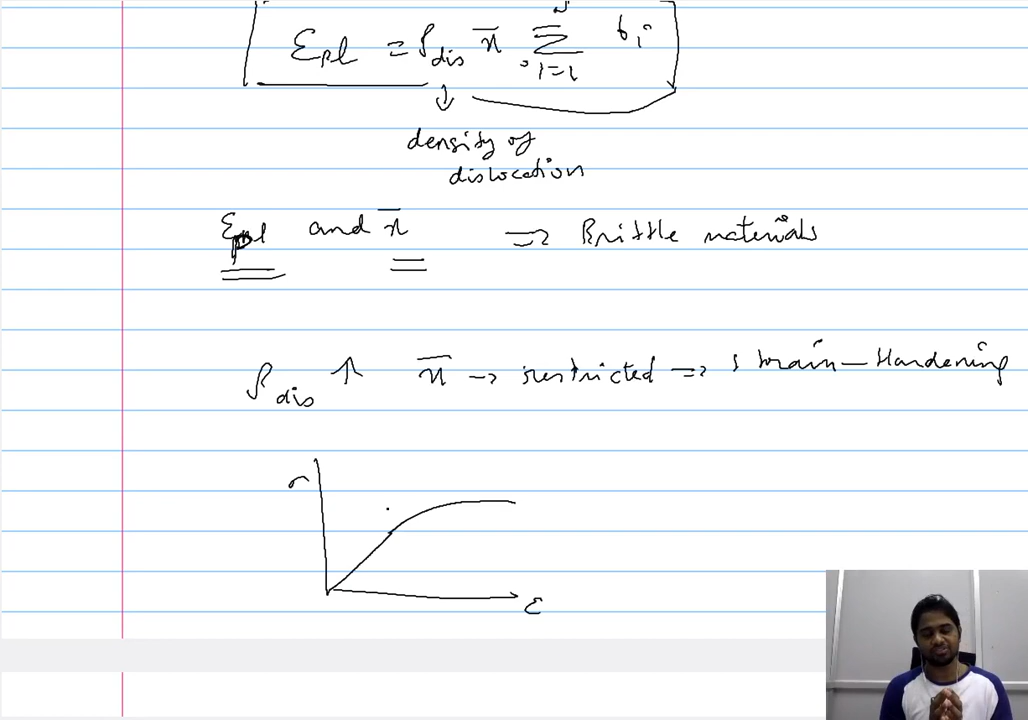 ε_pl = ρ_dis x̄ Σ_{i=1} b_i
density of
dislocation
ε_pl and x̄ ⇒ Brittle materials
ρ_dis ↑ x̄ → restricted ⇒ strain-Hardening
σ
ε